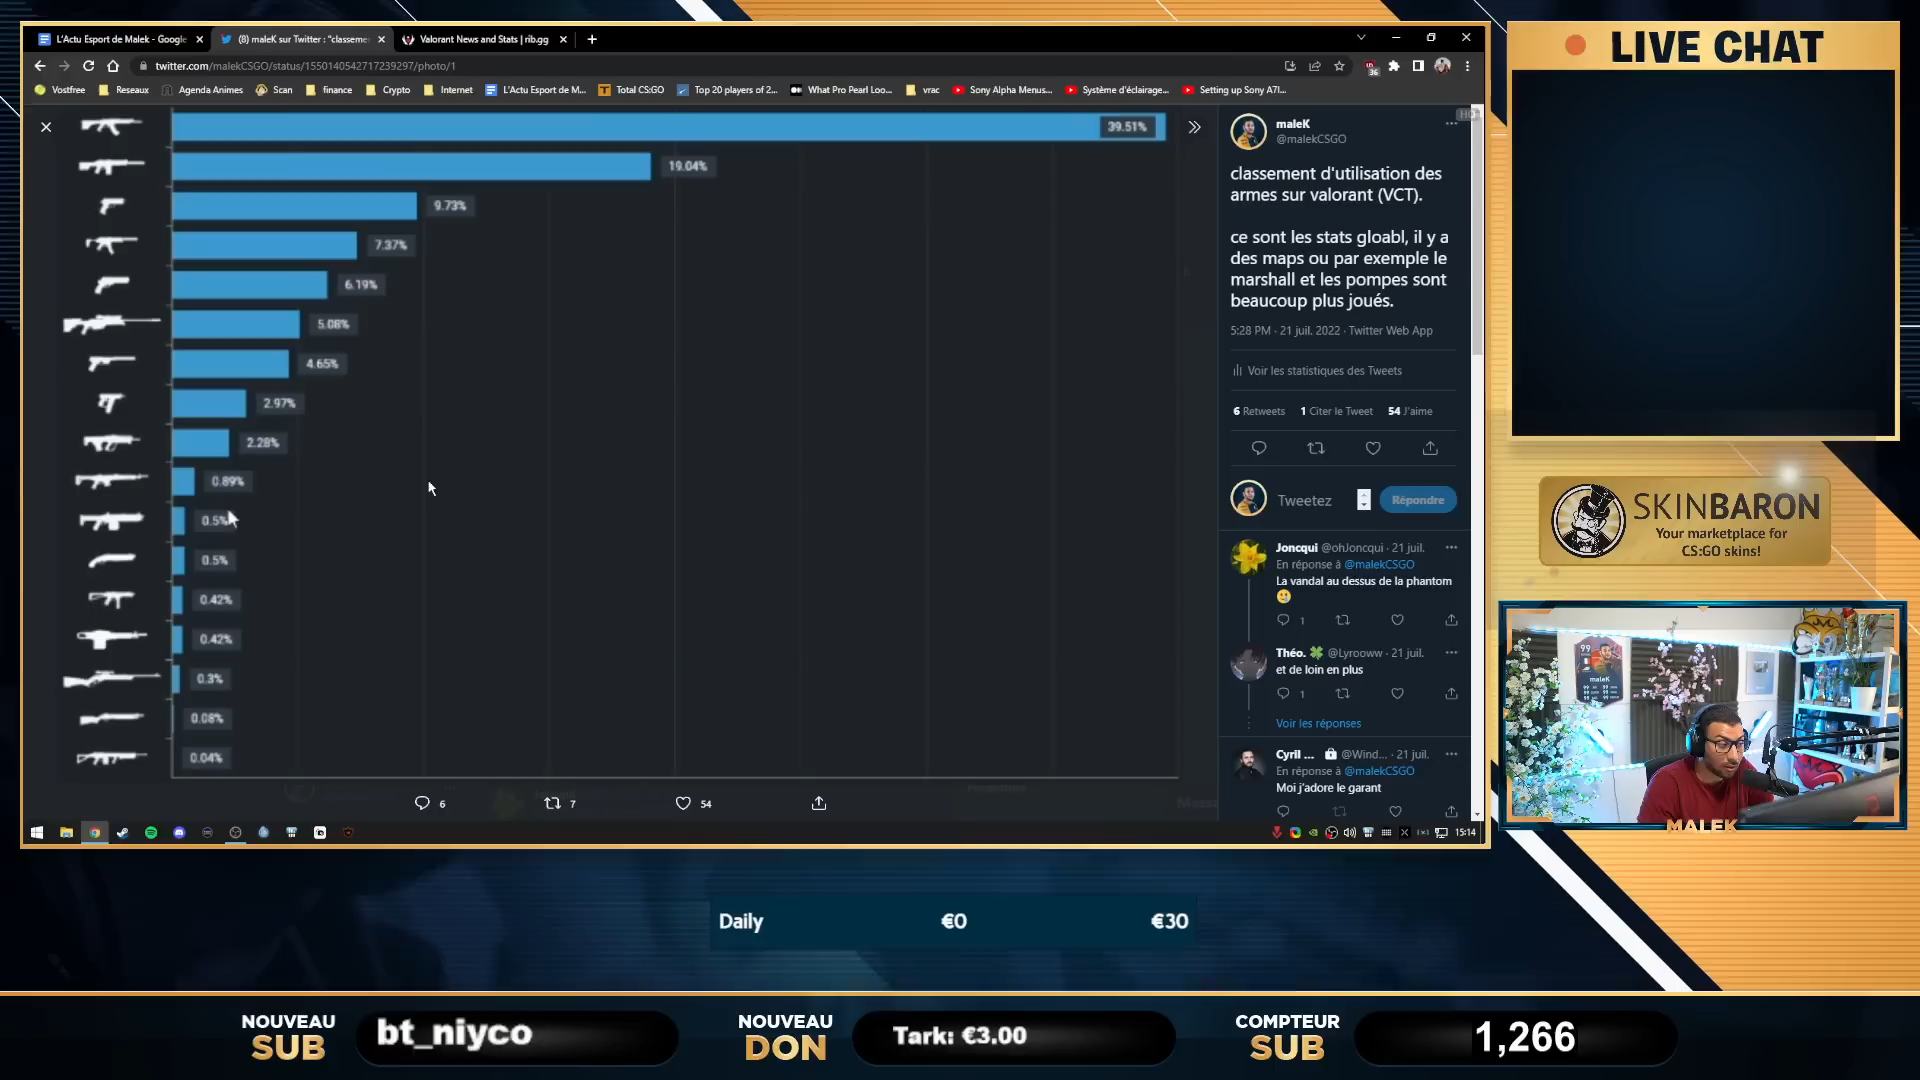 L'Actu Esport de Malek - Google
(8) maleK sur Twitter : "classeme
Valorant News and Stats | rib.gg
twitter.com/malekCSGO/status/1550140542717239297/photo/1
Vostfree
Reseaux
Agenda Animes
Scan
finance
Crypto
Internet
L'Actu Esport de M...
Total CS:GO
Top 20 players of 2...
What Pro Pearl Loo...
vrac
Sony Alpha Menus...
Système d'éclairage...
Setting up Sony A7I...
36
39.51%
19.04%
9.73%
7.37%
6.19%
5.08%
4.65%
2.97%
2.28%
0.89%
0.5%
0.5%
0.42%
0.42%
0.3%
0.08%
0.04%
6
7
54
maleK
@malekCSGO
classement d'utilisation des
armes sur valorant (VCT).
ce sont les stats gloabl, il y a
des maps ou par exemple le
marshall et les pompes sont
beaucoup plus joués.
5:28 PM · 21 juil. 2022 · Twitter Web App
Voir les statistiques des Tweets
6 Retweets 1 Citer le Tweet 54 J'aime
Tweetez
Répondre
Joncqui @ohJoncqui · 21 juil.
En réponse à @malekCSGO
La vandal au dessus de la phantom
1
Théo. @Lyrooww · 21 juil.
et de loin en plus
1
Voir les réponses
Cyril ... @Wind... · 21 juil.
En réponse à @malekCSGO
Moi j'adore le garant
15:14
LIVE CHAT
SKINBARON
Your marketplace for
CS:GO skins!
99
maleK
MALEK
Daily €0 €30
NOUVEAU
SUB
bt_niyco
NOUVEAU
DON
Tark: €3.00
COMPTEUR
SUB
1,266